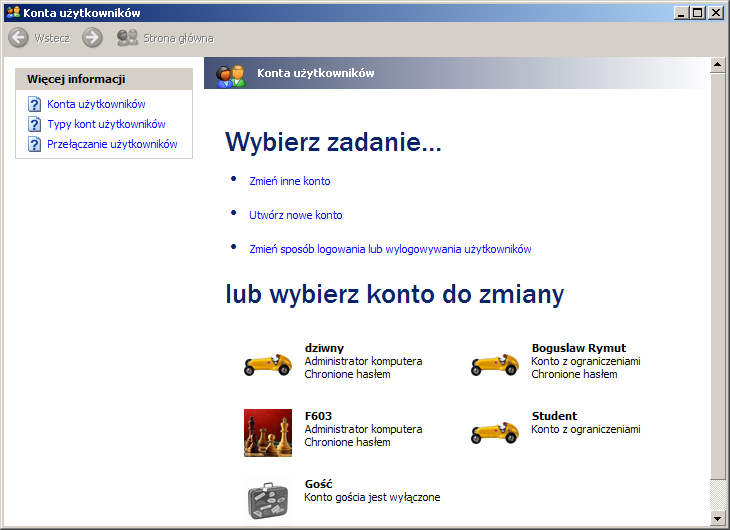 Konta użytkowników
Wstecz
Strona główna
Więcej informacji
Konta użytkowników
Typy kont użytkowników
Przełączanie użytkowników
Konta użytkowników
Wybierz zadanie...
Zmień inne konto
Utwórz nowe konto
Zmień sposób logowania lub wylogowywania użytkowników
lub wybierz konto do zmiany
dziwny
Administrator komputera
Chronione hasłem
Boguslaw Rymut
Konto z ograniczeniami
Chronione hasłem
F603
Administrator komputera
Chronione hasłem
Student
Konto z ograniczeniami
Gość
Konto gościa jest wyłączone